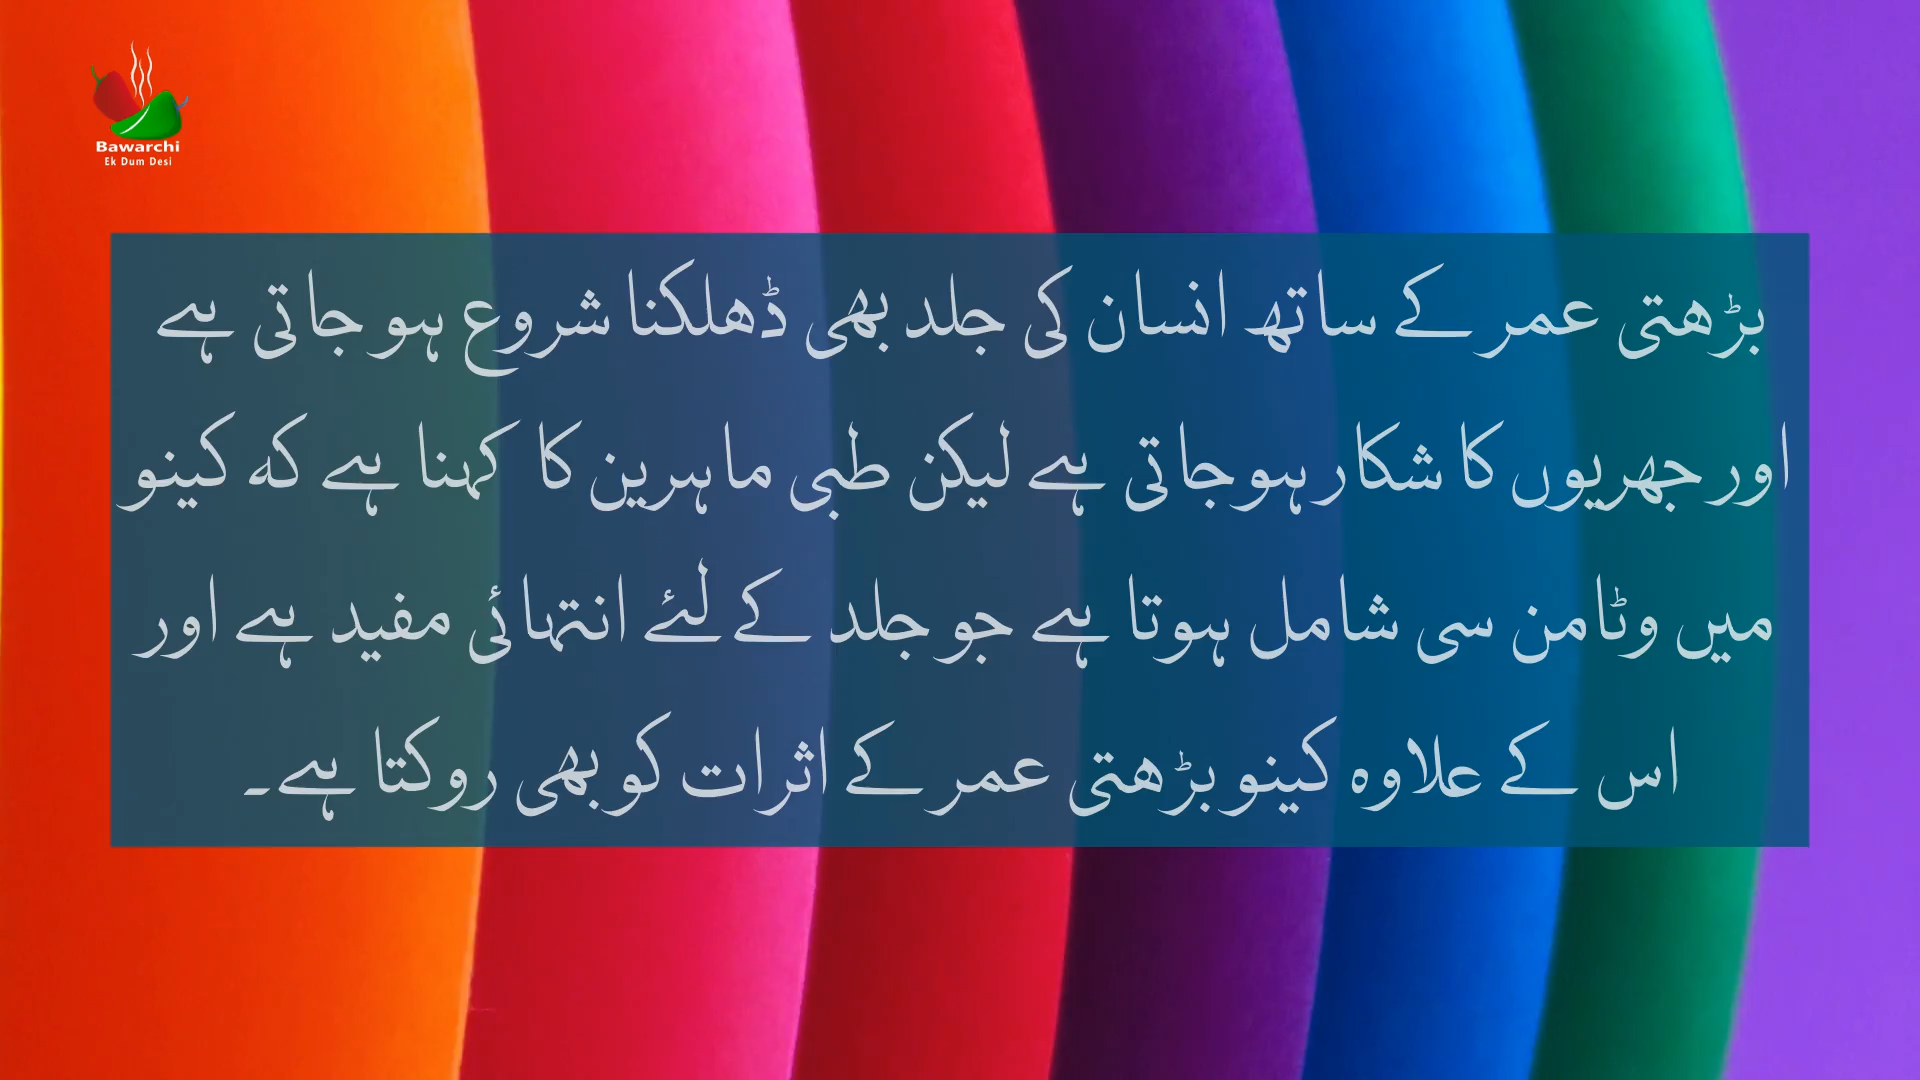 Bawarchi
Ek Dum Desi
بڑھتی عمر کے ساتھ انسان کی جلد بھی ڈھلکنا شروع ہو جاتی ہے
اور جھریوں کا شکار ہوجاتی ہے لیکن طبی ماہرین کا کہنا ہے کہ کینو
میں وٹامن سی شامل ہوتا ہے جو جلد کے لئے انتہائی مفید ہے اور
اس کے علاوہ کینو بڑھتی عمر کے اثرات کو بھی روکتا ہے۔